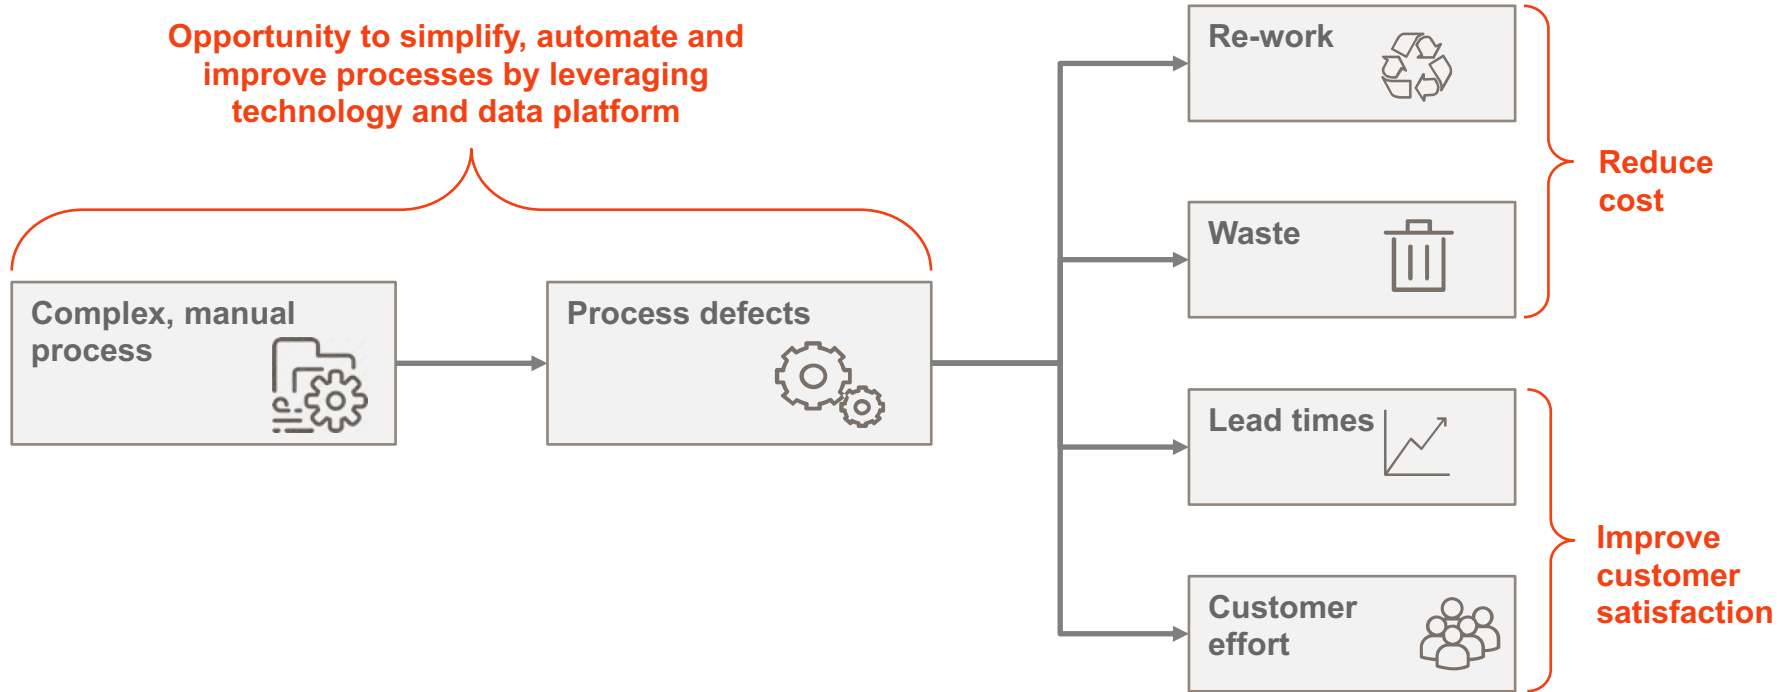 Opportunity to simplify, automate and
improve processes by leveraging
technology and data platform
Complex, manual
process
Process defects
Re-work
Waste
Reduce
cost
Lead times
Customer
effort
Improve
customer
satisfaction